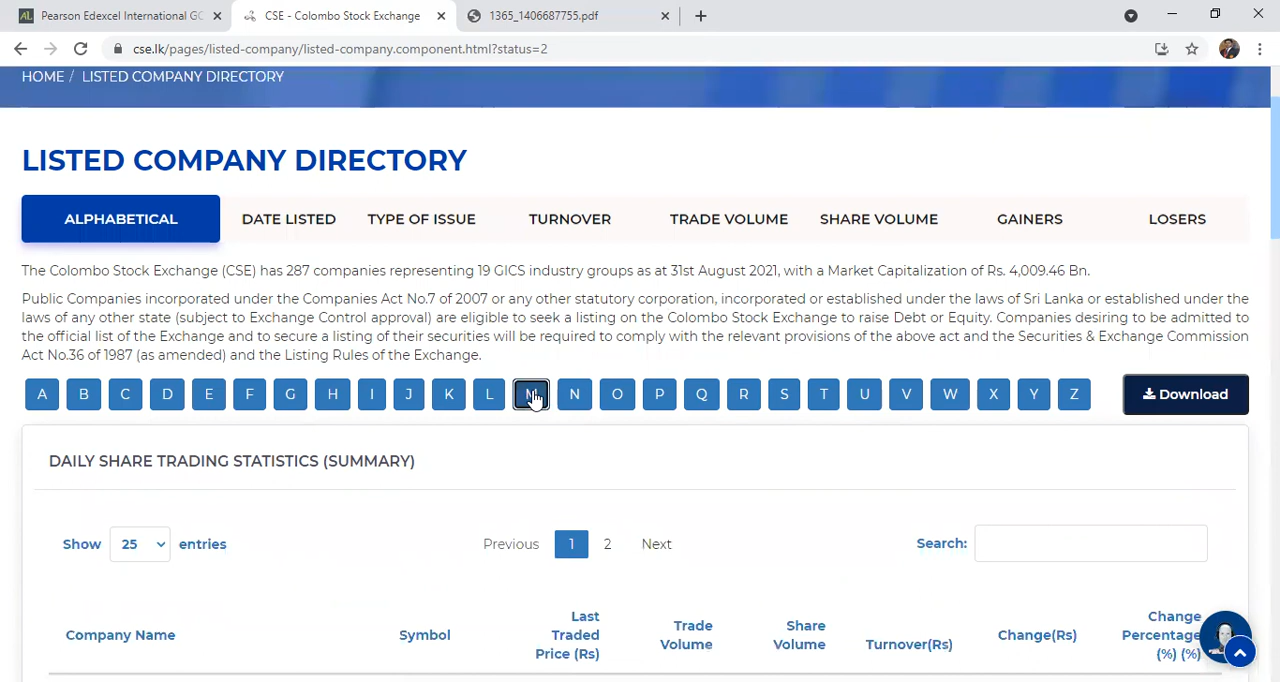 Pearson Edexcel International GC
CSE - Colombo Stock Exchange
1365_1406687755.pdf
cse.lk/pages/listed-company/listed-company.component.html?status=2
HOME / LISTED COMPANY DIRECTORY
LISTED COMPANY DIRECTORY
ALPHABETICAL DATE LISTED TYPE OF ISSUE TURNOVER TRADE VOLUME SHARE VOLUME GAINERS LOSERS
The Colombo Stock Exchange (CSE) has 287 companies representing 19 GICS industry groups as at 31st August 2021, with a Market Capitalization of Rs. 4,009.46 Bn.
Public Companies incorporated under the Companies Act No.7 of 2007 or any other statutory corporation, incorporated or established under the laws of Sri Lanka or established under the
laws of any other state (subject to Exchange Control approval) are eligible to seek a listing on the Colombo Stock Exchange to raise Debt or Equity. Companies desiring to be admitted to
the official list of the Exchange and to secure a listing of their securities will be required to comply with the relevant provisions of the above act and the Securities & Exchange Commission
Act No.36 of 1987 (as amended) and the Listing Rules of the Exchange.
A B C D E F G H I J K L M N O P Q R S T U V W X Y Z Download
DAILY SHARE TRADING STATISTICS (SUMMARY)
Show 25 entries Previous 1 2 Next Search:
Company Name
Symbol
Last
Traded
Price (Rs)
Trade
Volume
Share
Volume
Turnover(Rs)
Change(Rs)
Change
Percentage
(%) (%)